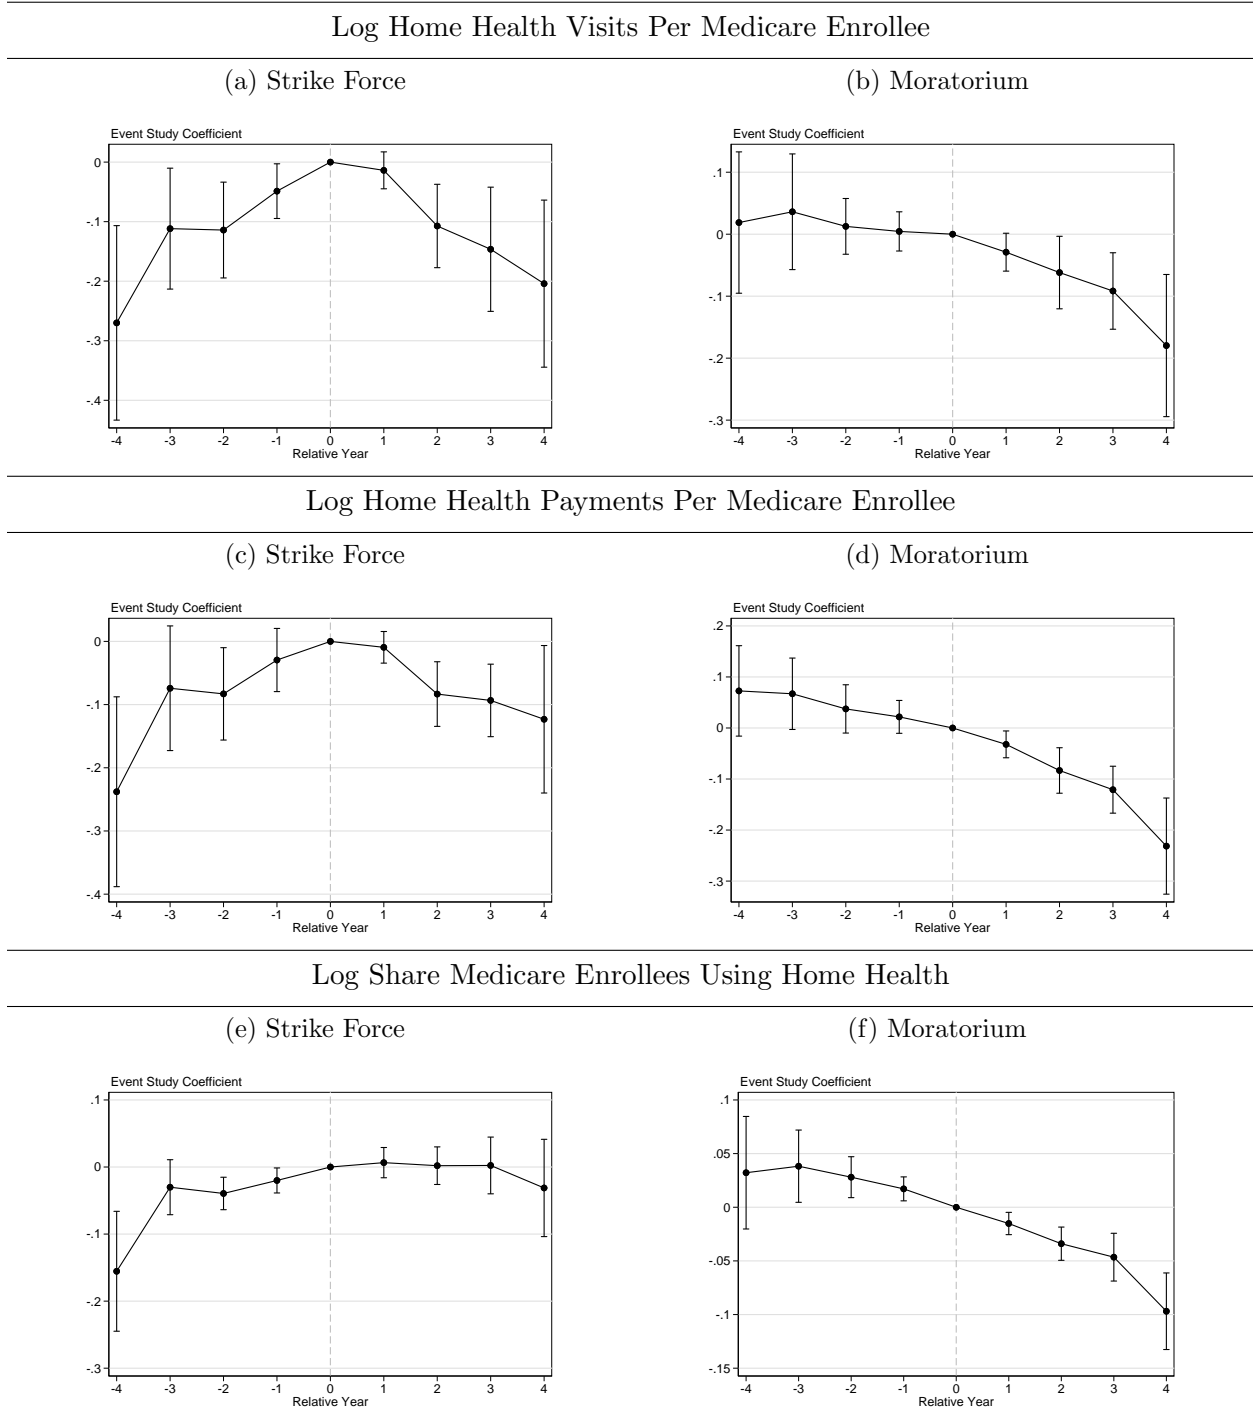 Log Home Health Visits Per Medicare Enrollee
(a) Strike Force
(b) Moratorium
Event Study Coefficient
0
-.1
-.2
-.3
-.4
-4 -3 -2 -1 0 1 2 3 4
Relative Year
Event Study Coefficient
.1
0
-.1
-.2
-.3
-4 -3 -2 -1 0 1 2 3 4
Relative Year
Log Home Health Payments Per Medicare Enrollee
(c) Strike Force
(d) Moratorium
Event Study Coefficient
0
-.1
-.2
-.3
-.4
-4 -3 -2 -1 0 1 2 3 4
Relative Year
Event Study Coefficient
.2
.1
0
-.1
-.2
-.3
-4 -3 -2 -1 0 1 2 3 4
Relative Year
Log Share Medicare Enrollees Using Home Health
(e) Strike Force
(f) Moratorium
Event Study Coefficient
.1
0
-.1
-.2
-.3
-4 -3 -2 -1 0 1 2 3 4
Relative Year
Event Study Coefficient
.1
.05
0
-.05
-.1
-.15
-4 -3 -2 -1 0 1 2 3 4
Relative Year